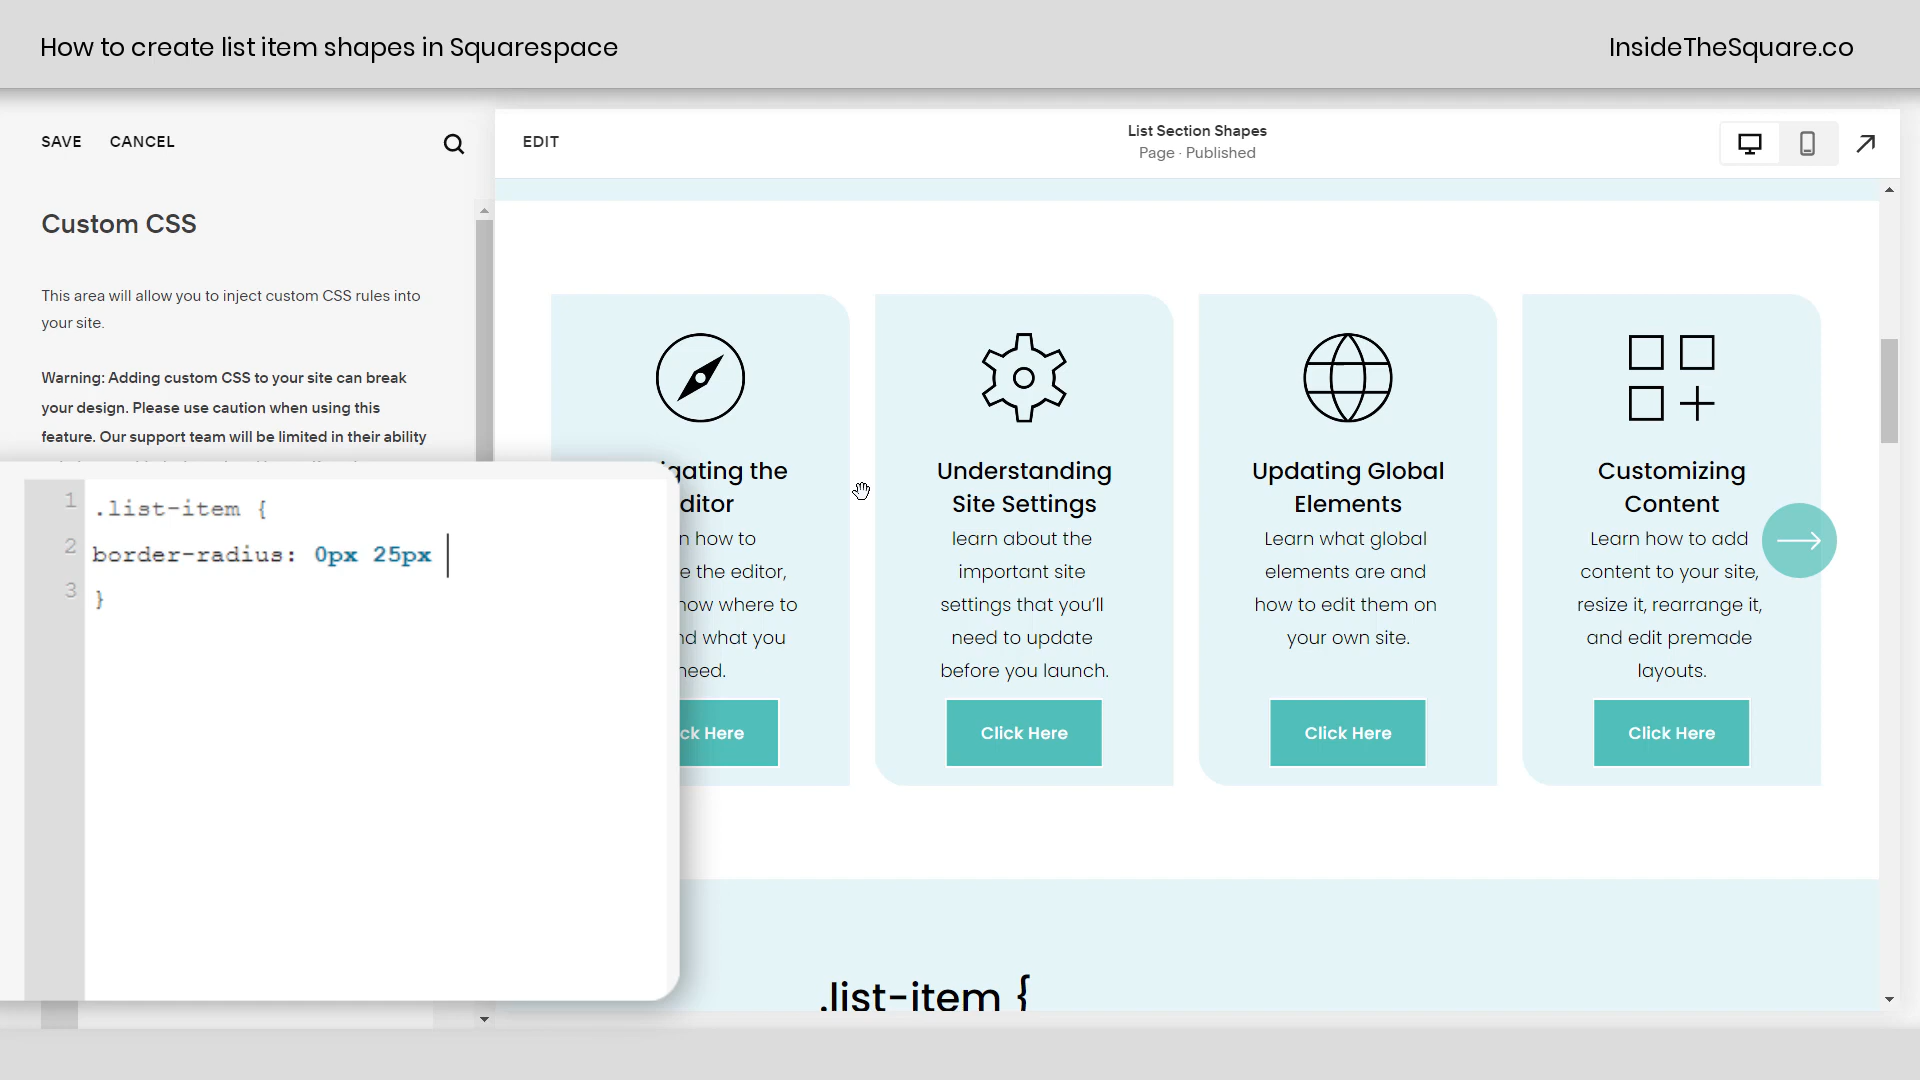 How to create list item shapes in Squarespace
InsideTheSquare.co
SAVE CANCEL
EDIT
List Section Shapes
Page · Published
Custom CSS
This area will allow you to inject custom CSS rules into
your site.
Warning: Adding custom CSS to your site can break
your design. Please use caution when using this
feature. Our support team will be limited in their ability
1 .list-item {
2 border-radius: 0px 25px
3 }
gating the
ditor
n how to
e the editor,
now where to
nd what you
need.
ck Here
Understanding
Site Settings
learn about the
important site
settings that you’ll
need to update
before you launch.
Click Here
Updating Global
Elements
Learn what global
elements are and
how to edit them on
your own site.
Click Here
Customizing
Content
Learn how to add
content to your site,
resize it, rearrange it,
and edit premade
layouts.
Click Here
.list-item {